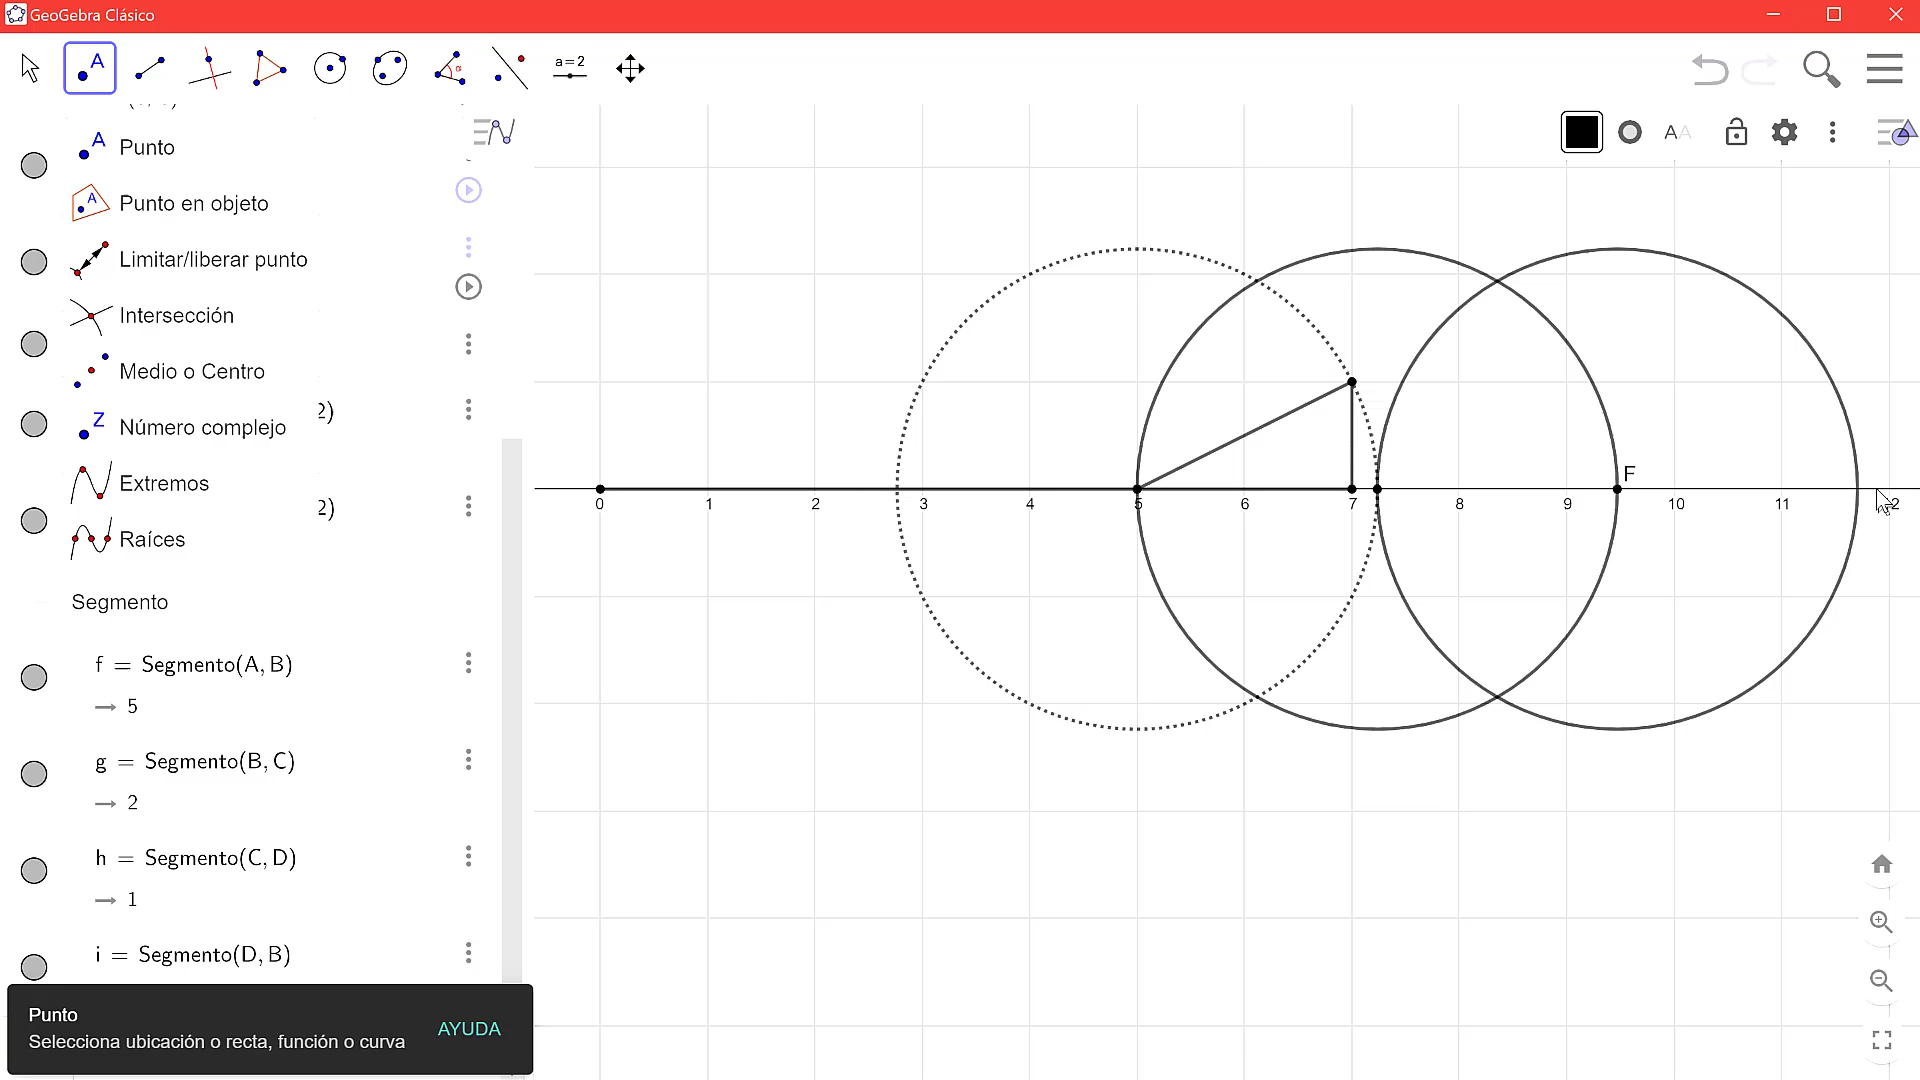 GeoGebra Clásico
A
a=2
α
AA
A Punto
A Punto en objeto
Limitar/liberar punto
Intersección
Medio o Centro
2)
Z Número complejo
Extremos
2)
Raíces
Segmento
f = Segmento(A, B)
→ 5
g = Segmento(B, C)
→ 2
h = Segmento(C, D)
→ 1
i = Segmento(D, B)
Punto
Selecciona ubicación o recta, función o curva
AYUDA
F
0 1 2 3 4 5 6 7 8 9 10 11 2